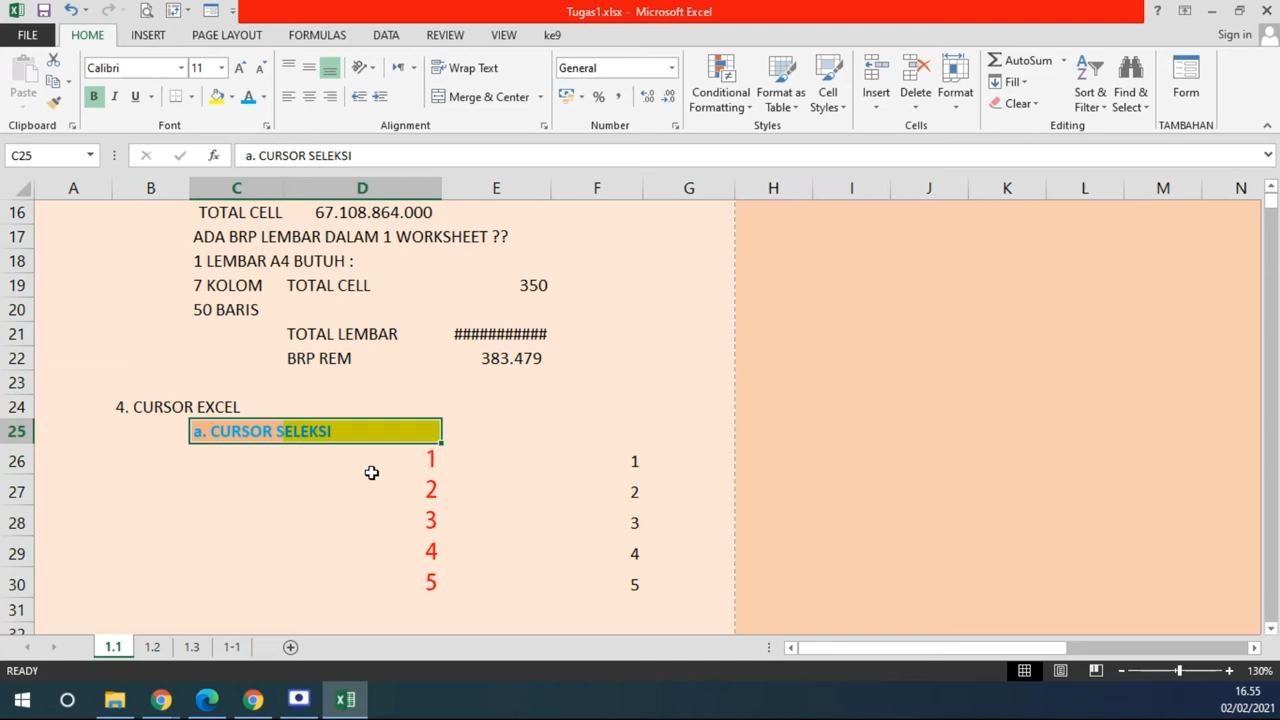 Tugas1.xlsx - Microsoft Excel
?
FILE HOME INSERT PAGE LAYOUT FORMULAS DATA REVIEW VIEW ke9 Sign in
Paste
Clipboard
Calibri 11 A A
B I U A
Font
Wrap Text
Merge & Center
Alignment
General
% ,
Number
Conditional Formatting
Format as Table
Cell Styles
Styles
Insert Delete Format
Cells
AutoSum
Fill
Clear
Sort & Filter
Find & Select
Editing
Form
TAMBAHAN
C25 fx a. CURSOR SELEKSI
A B C D E F G H I J K L M N
16 TOTAL CELL 67.108.864.000
17 ADA BRP LEMBAR DALAM 1 WORKSHEET ??
18 1 LEMBAR A4 BUTUH :
19 7 KOLOM TOTAL CELL 350
20 50 BARIS
21 TOTAL LEMBAR ###########
22 BRP REM 383.479
23
24 4. CURSOR EXCEL
25 a. CURSOR SELEKSI
26 1 1
27 2 2
28 3 3
29 4 4
30 5 5
31
32
1.1 1.2 1.3 1-1
READY 130%
16.55
02/02/2021